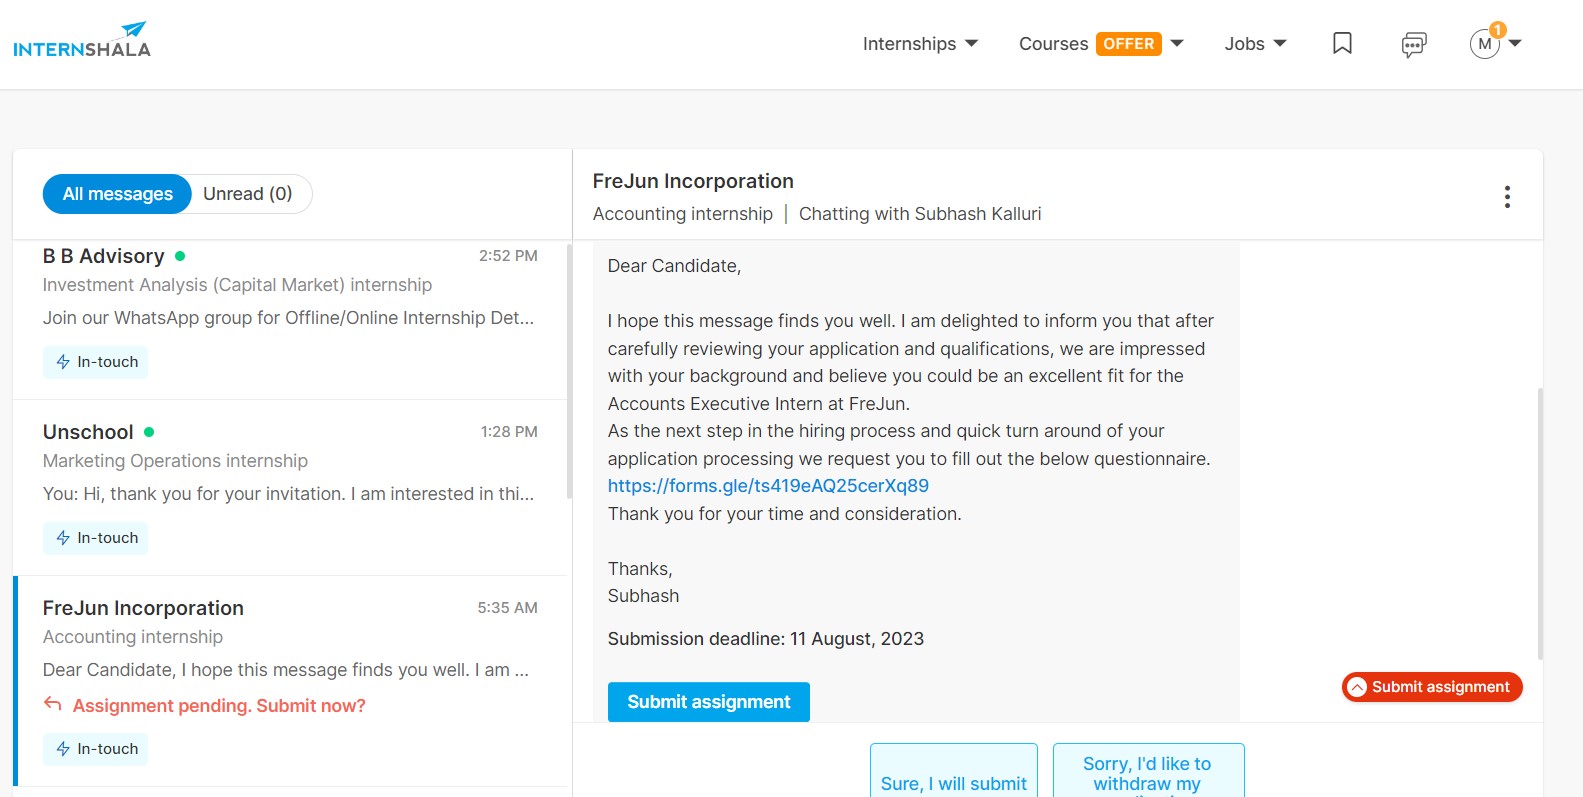 INTERNSHALA
Internships
Courses OFFER
Jobs
M
1
All messages
Unread (0)
B B Advisory
2:52 PM
Investment Analysis (Capital Market) internship
Join our WhatsApp group for Offline/Online Internship Det...
In-touch
Unschool
1:28 PM
Marketing Operations internship
You: Hi, thank you for your invitation. I am interested in thi...
In-touch
FreJun Incorporation
5:35 AM
Accounting internship
Dear Candidate, I hope this message finds you well. I am ...
Assignment pending. Submit now?
In-touch
FreJun Incorporation
Accounting internship | Chatting with Subhash Kalluri
Dear Candidate,
I hope this message finds you well. I am delighted to inform you that after
carefully reviewing your application and qualifications, we are impressed
with your background and believe you could be an excellent fit for the
Accounts Executive Intern at FreJun.
As the next step in the hiring process and quick turn around of your
application processing we request you to fill out the below questionnaire.
https://forms.gle/ts419eAQ25cerXq89
Thank you for your time and consideration.
Thanks,
Subhash
Submission deadline: 11 August, 2023
Submit assignment
Submit assignment
Sure, I will submit
Sorry, I'd like to
withdraw my